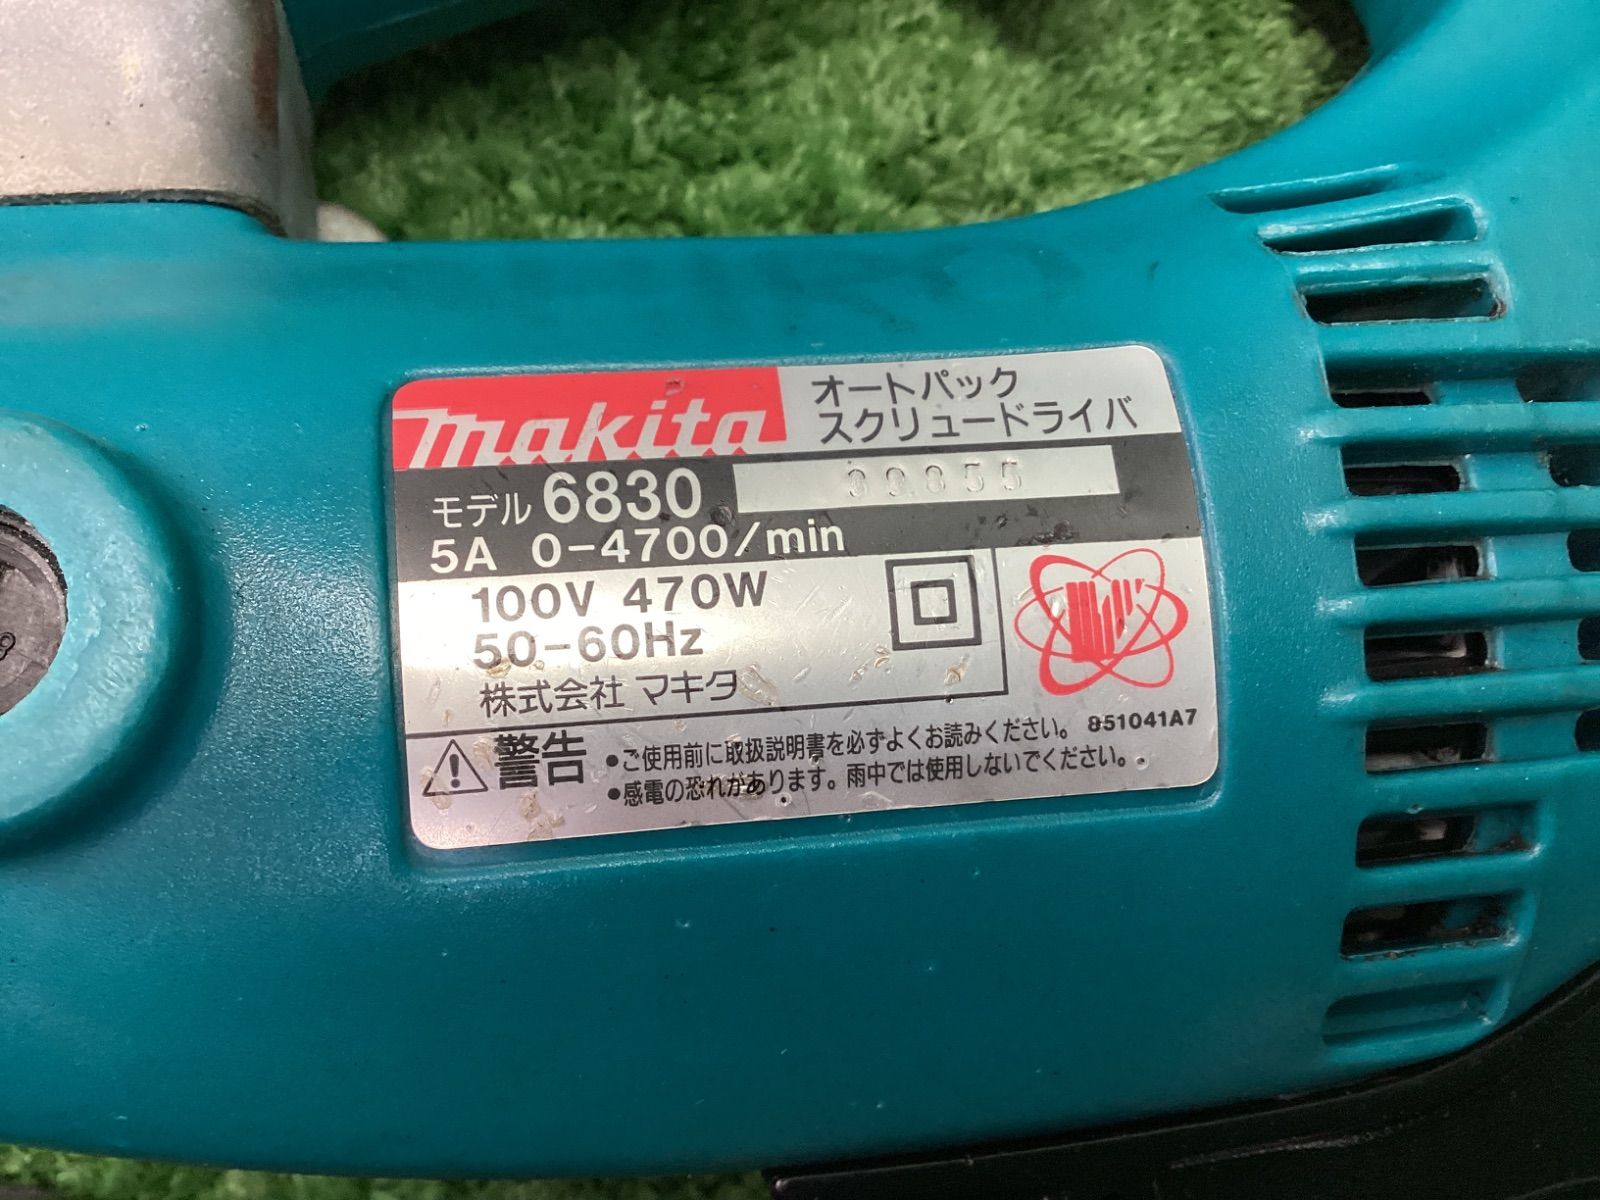 makita
オートパック
スクリュードライバ
モデル 6830
5A 0-4700/min
100V 470W
50-60Hz
株式会社 マキタ
警告
•ご使用前に取扱説明書を必ずよくお読みください。
851041A7
•感電の恐れがあります。雨中では使用しないでください。